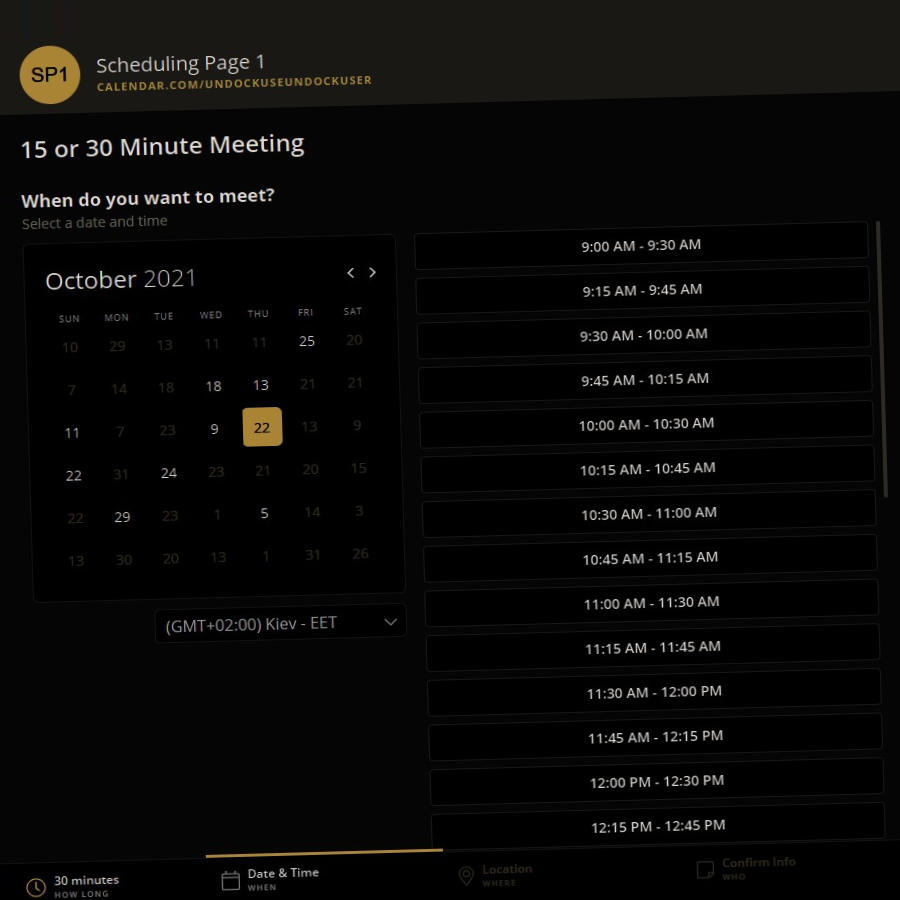 SP1
Scheduling Page 1
CALENDAR.COM/UNDOCKUSEUNDOCKUSER
15 or 30 Minute Meeting
When do you want to meet?
Select a date and time
October 2021
SUN MON TUE WED THU FRI SAT
10 29 13 11 11 25 20
7 14 18 18 13 21 21
11 7 23 9 22 13 9
22 31 24 23 21 20 15
22 29 23 1 5 14 3
13 30 20 13 1 31 26
(GMT+02:00) Kiev - EET
9:00 AM - 9:30 AM
9:15 AM - 9:45 AM
9:30 AM - 10:00 AM
9:45 AM - 10:15 AM
10:00 AM - 10:30 AM
10:15 AM - 10:45 AM
10:30 AM - 11:00 AM
10:45 AM - 11:15 AM
11:00 AM - 11:30 AM
11:15 AM - 11:45 AM
11:30 AM - 12:00 PM
11:45 AM - 12:15 PM
12:00 PM - 12:30 PM
12:15 PM - 12:45 PM
30 minutes
HOW LONG
Date & Time
WHEN
Location
WHERE
Confirm Info
WHO